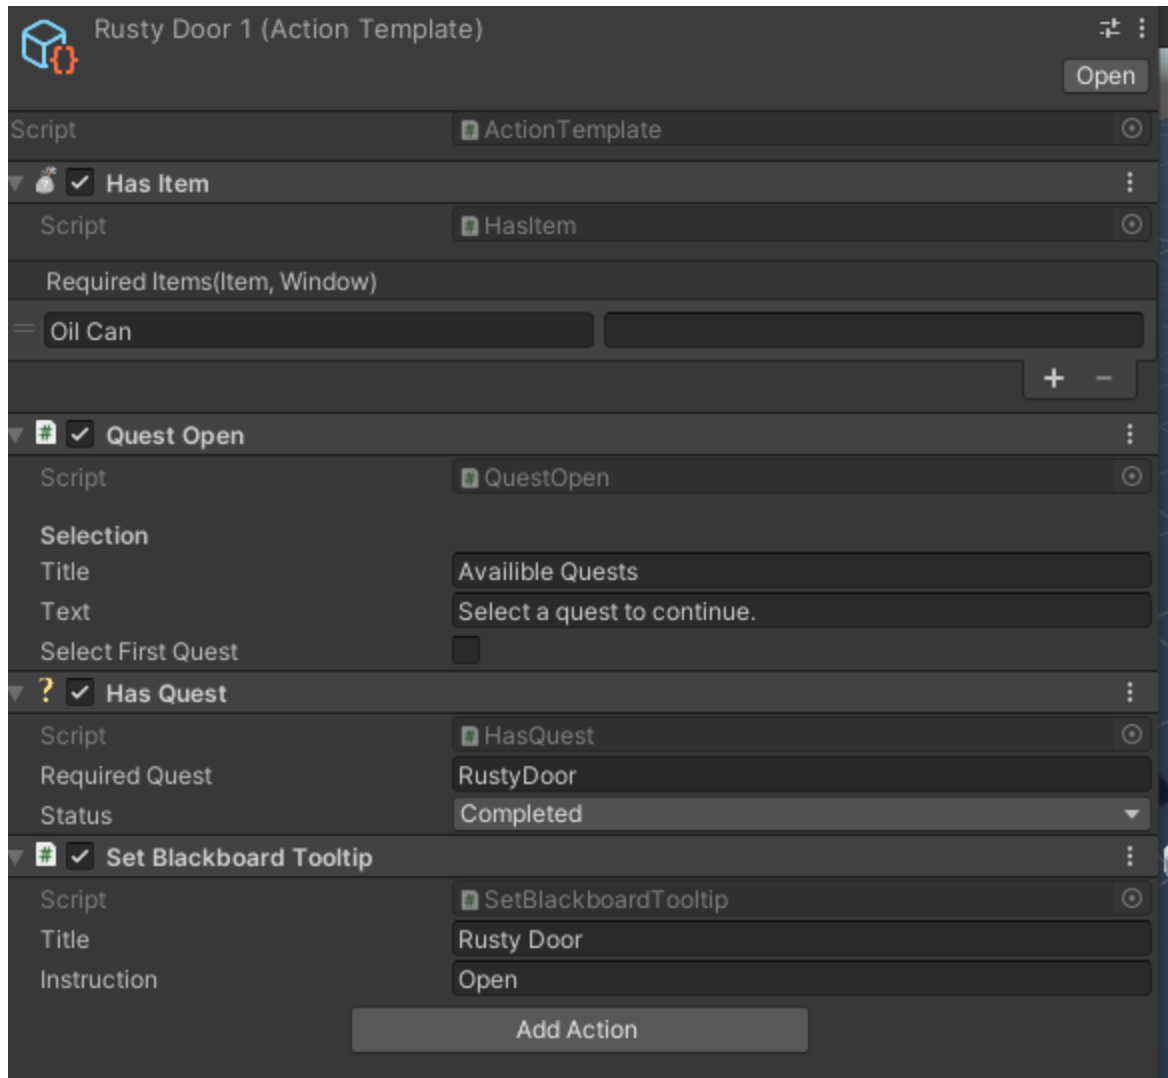 Rusty Door 1 (Action Template)
Open
Script ActionTemplate
Has Item
Script HasItem
Required Items(Item, Window)
Oil Can
Quest Open
Script QuestOpen
Selection
Title Availible Quests
Text Select a quest to continue.
Select First Quest
Has Quest
Script HasQuest
Required Quest RustyDoor
Status Completed
Set Blackboard Tooltip
Script SetBlackboardTooltip
Title Rusty Door
Instruction Open
Add Action